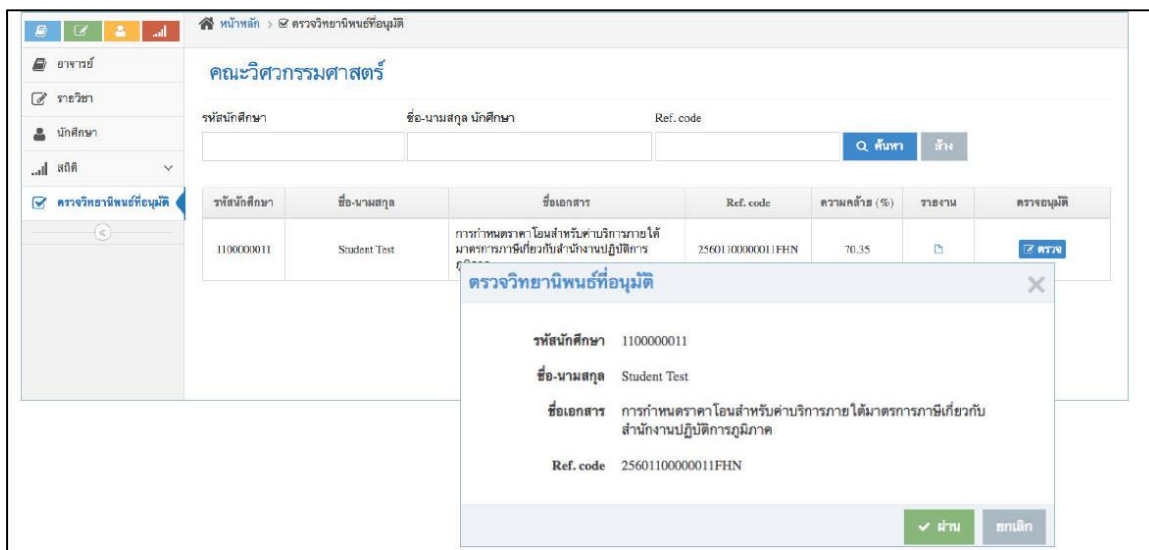 หน้าหลัก > ตรวจวิทยานิพนธ์ที่อนุมัติ
อาจารย์
รายวิชา
นักศึกษา
สถิติ
ตรวจวิทยานิพนธ์ที่อนุมัติ
คณะวิศวกรรมศาสตร์
รหัสนักศึกษา ชื่อ-นามสกุล นักศึกษา Ref. code
ค้นหา ล้าง
รหัสนักศึกษา ชื่อ-นามสกุล ชื่อเอกสาร Ref. code ความคล้าย (%) รายงาน ตรวจอนุมัติ
การกำหนดราคาโอนสำหรับค่าบริการภายใต้
1100000011 Student Test มาตรการภาษีเกี่ยวกับสำนักงานปฏิบัติการ 25601100000011FHN 70.35 ตรวจ
ตรวจวิทยานิพนธ์ที่อนุมัติ
รหัสนักศึกษา 1100000011
ชื่อ-นามสกุล Student Test
ชื่อเอกสาร การกำหนดราคาโอนสำหรับค่าบริการภายใต้มาตรการภาษีเกี่ยวกับ
สำนักงานปฏิบัติการภูมิภาค
Ref. code 25601100000011FHN
ผ่าน ยกเลิก